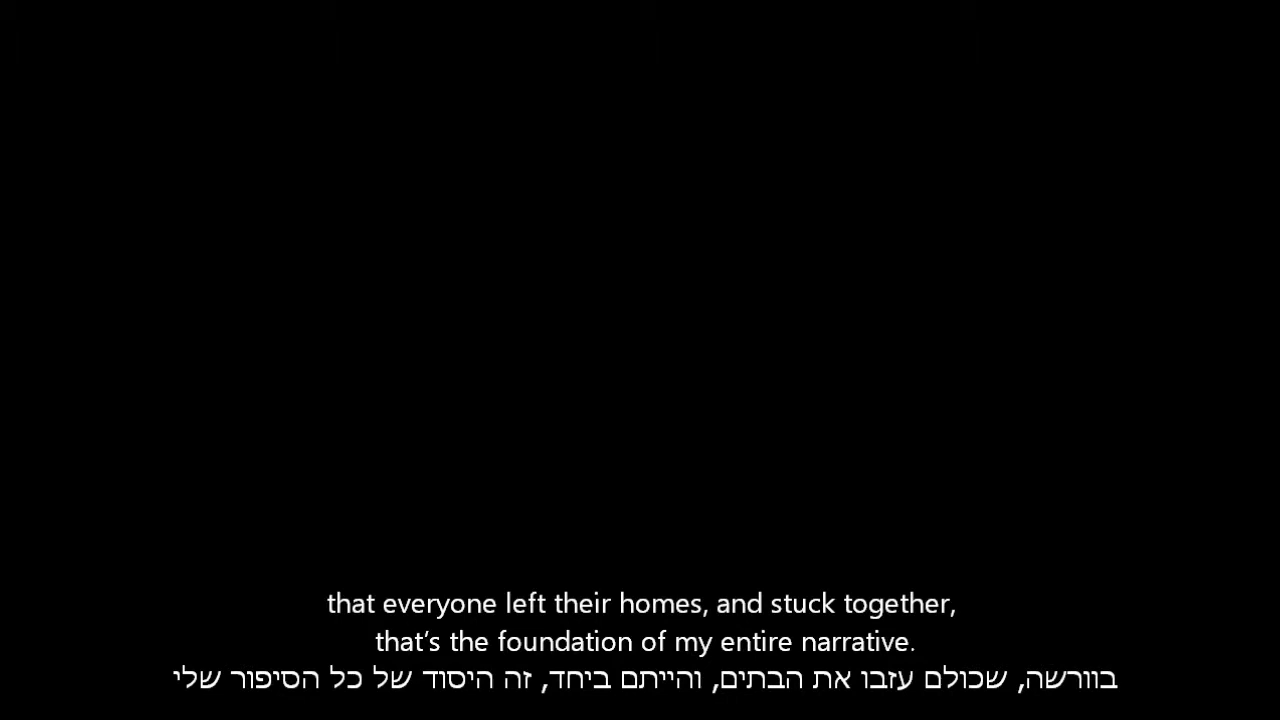 that everyone left their homes, and stuck together,
that’s the foundation of my entire narrative.
בוורשה, שכולם עזבו את הבתים, והייתם ביחד, זה היסוד של כל הסיפור שלי